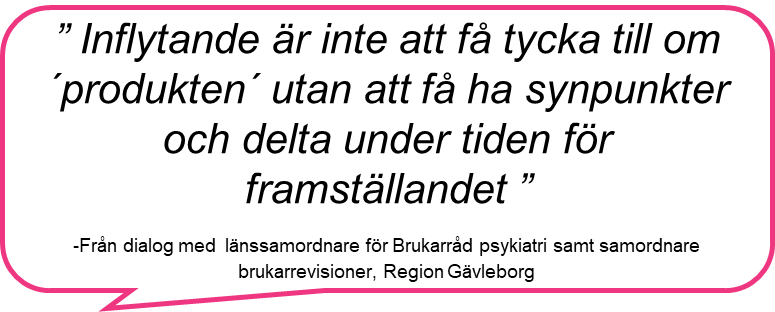 ” Inflytande är inte att få tycka till om
´produkten´ utan att få ha synpunkter
och delta under tiden för
framställandet ”
-Från dialog med länssamordnare för Brukarråd psykiatri samt samordnare
brukarrevisioner, Region Gävleborg